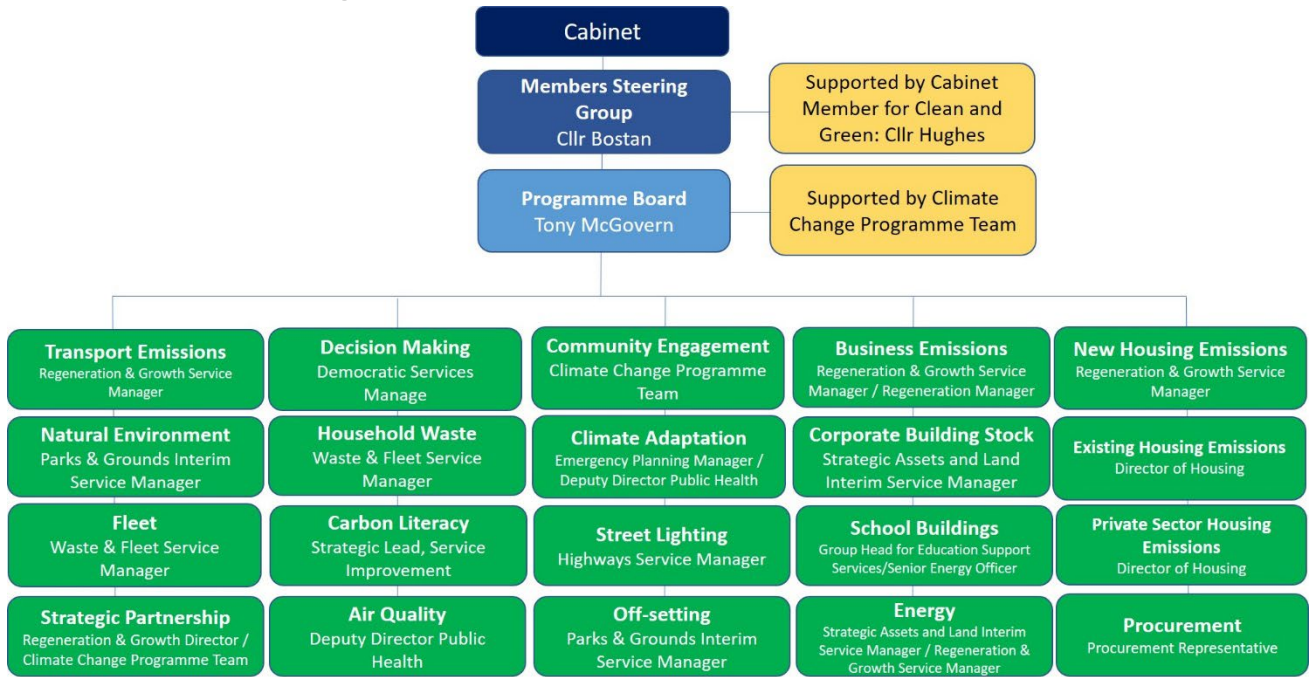 Cabinet
Members Steering
Group
Cllr Bostan
Supported by Cabinet
Member for Clean and
Green: Cllr Hughes
Programme Board
Tony McGovern
Supported by Climate
Change Programme Team
Transport Emissions
Regeneration & Growth Service
Manager
Decision Making
Democratic Services
Manage
Community Engagement
Climate Change Programme
Team
Business Emissions
Regeneration & Growth Service
Manager / Regeneration Manager
New Housing Emissions
Regeneration & Growth Service
Manager
Natural Environment
Parks & Grounds Interim
Service Manager
Household Waste
Waste & Fleet Service
Manager
Climate Adaptation
Emergency Planning Manager /
Deputy Director Public Health
Corporate Building Stock
Strategic Assets and Land
Interim Service Manager
Existing Housing Emissions
Director of Housing
Fleet
Waste & Fleet Service
Manager
Carbon Literacy
Strategic Lead, Service
Improvement
Street Lighting
Highways Service Manager
School Buildings
Group Head for Education Support
Services/Senior Energy Officer
Private Sector Housing
Emissions
Director of Housing
Strategic Partnership
Regeneration & Growth Director /
Climate Change Programme Team
Air Quality
Deputy Director Public
Health
Off-setting
Parks & Grounds Interim
Service Manager
Energy
Strategic Assets and Land Interim
Service Manager / Regeneration &
Growth Service Manager
Procurement
Procurement Representative